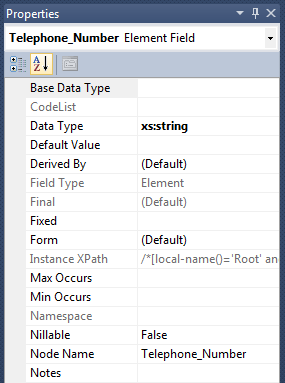 Properties
Telephone_Number Element Field
Base Data Type
CodeList
Data Type xs:string
Default Value
Derived By (Default)
Field Type Element
Final (Default)
Fixed
Form (Default)
Instance XPath /*[local-name()='Root' an
Max Occurs
Min Occurs
Namespace
Nillable False
Node Name Telephone_Number
Notes